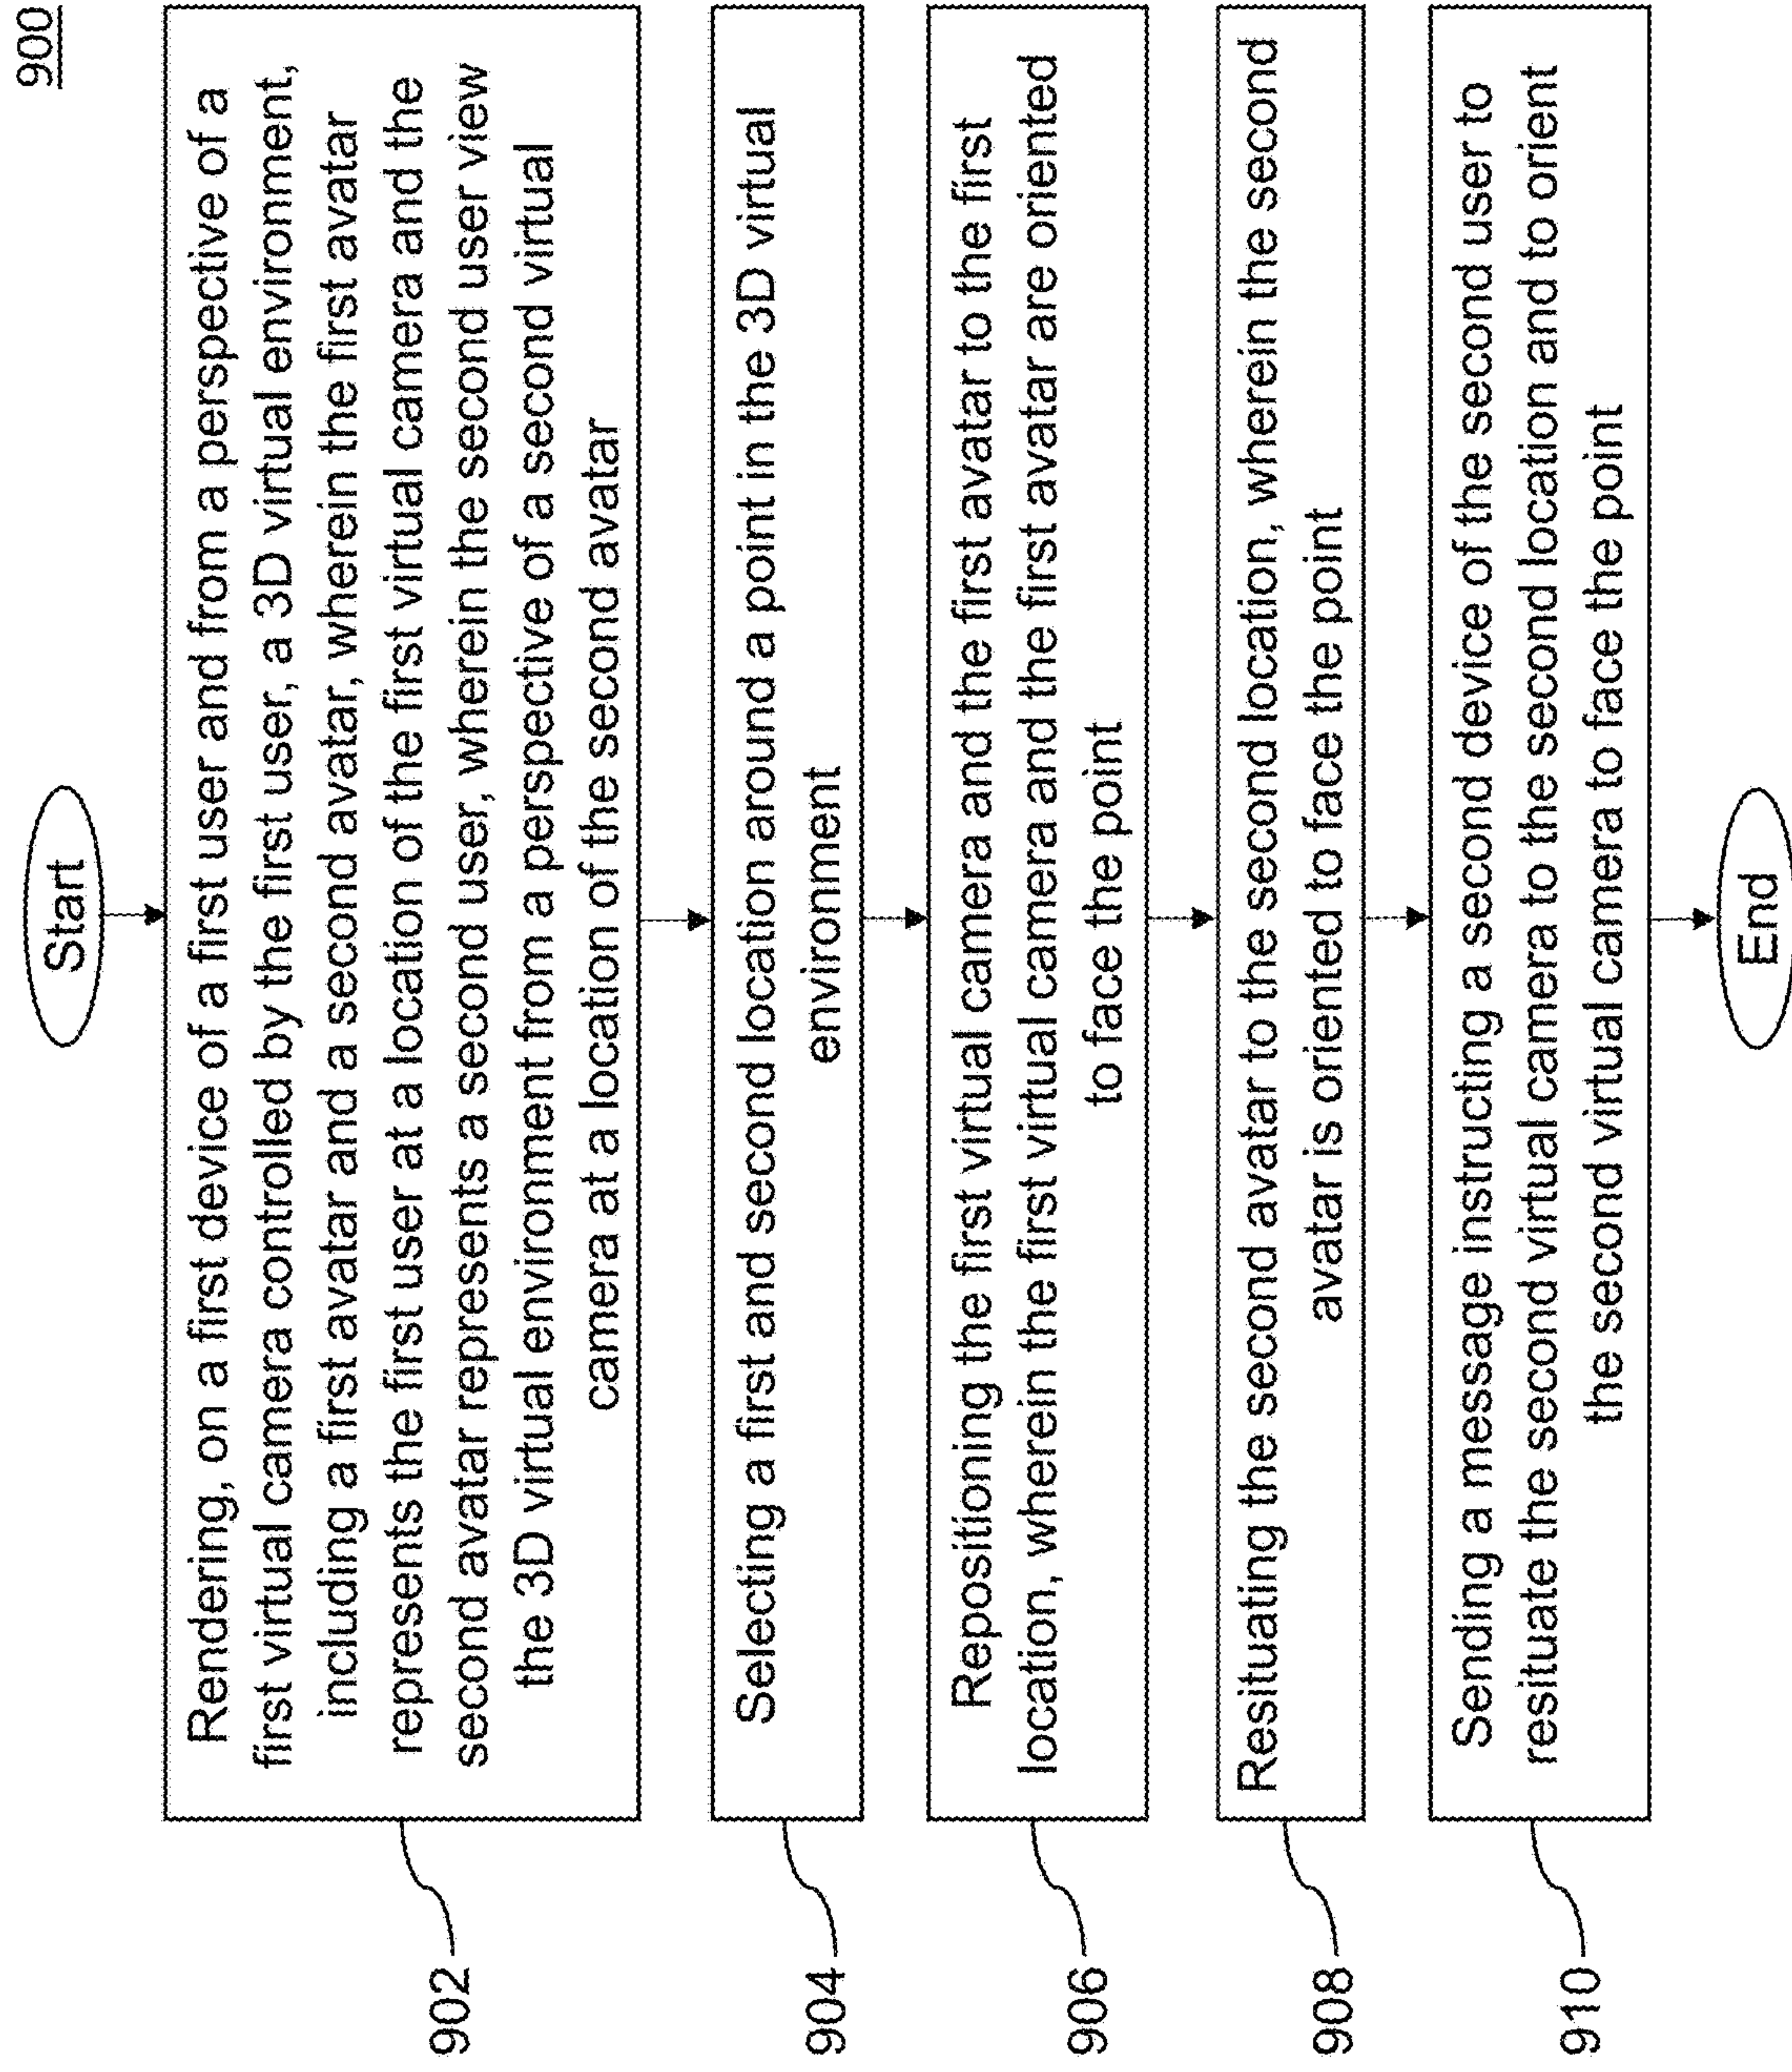 900
Start
Rendering, on a first device of a first user and from a perspective of a
first virtual camera controlled by the first user, a 3D virtual environment,
including a first avatar and a second avatar, wherein the first avatar
represents the first user at a location of the first virtual camera and the
second avatar represents a second user, wherein the second user view
the 3D virtual environment from a perspective of a second virtual
camera at a location of the second avatar
902
Selecting a first and second location around a point in the 3D virtual
environment
904
Repositioning the first virtual camera and the first avatar to the first
location, wherein the first virtual camera and the first avatar are oriented
to face the point
906
Resituating the second avatar to the second location, wherein the second
avatar is oriented to face the point
908
Sending a message instructing a second device of the second user to
resituate the second virtual camera to the second location and to orient
the second virtual camera to face the point
910
End